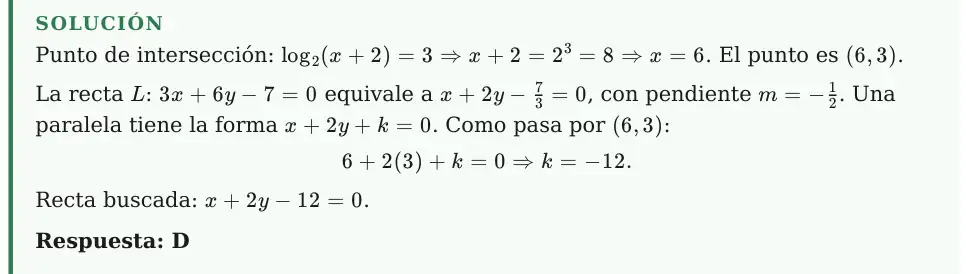 SOLUCIÓN
Punto de intersección: log₂(x + 2) = 3 ⇒ x + 2 = 2³ = 8 ⇒ x = 6. El punto es (6, 3).
La recta L: 3x + 6y − 7 = 0 equivale a x + 2y − 7/3 = 0, con pendiente m = −1/2. Una
paralela tiene la forma x + 2y + k = 0. Como pasa por (6, 3):
6 + 2(3) + k = 0 ⇒ k = −12.
Recta buscada: x + 2y − 12 = 0.
Respuesta: D